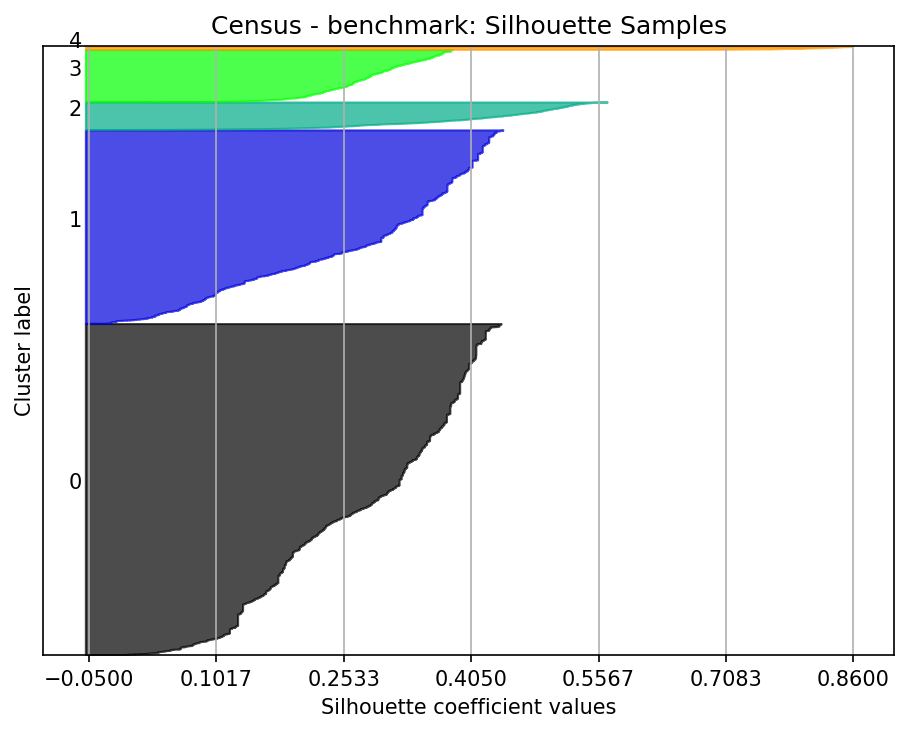 Census - benchmark: Silhouette Samples
4
3
2
1
0
Cluster label
−0.0500 0.1017 0.2533 0.4050 0.5567 0.7083 0.8600
Silhouette coefficient values